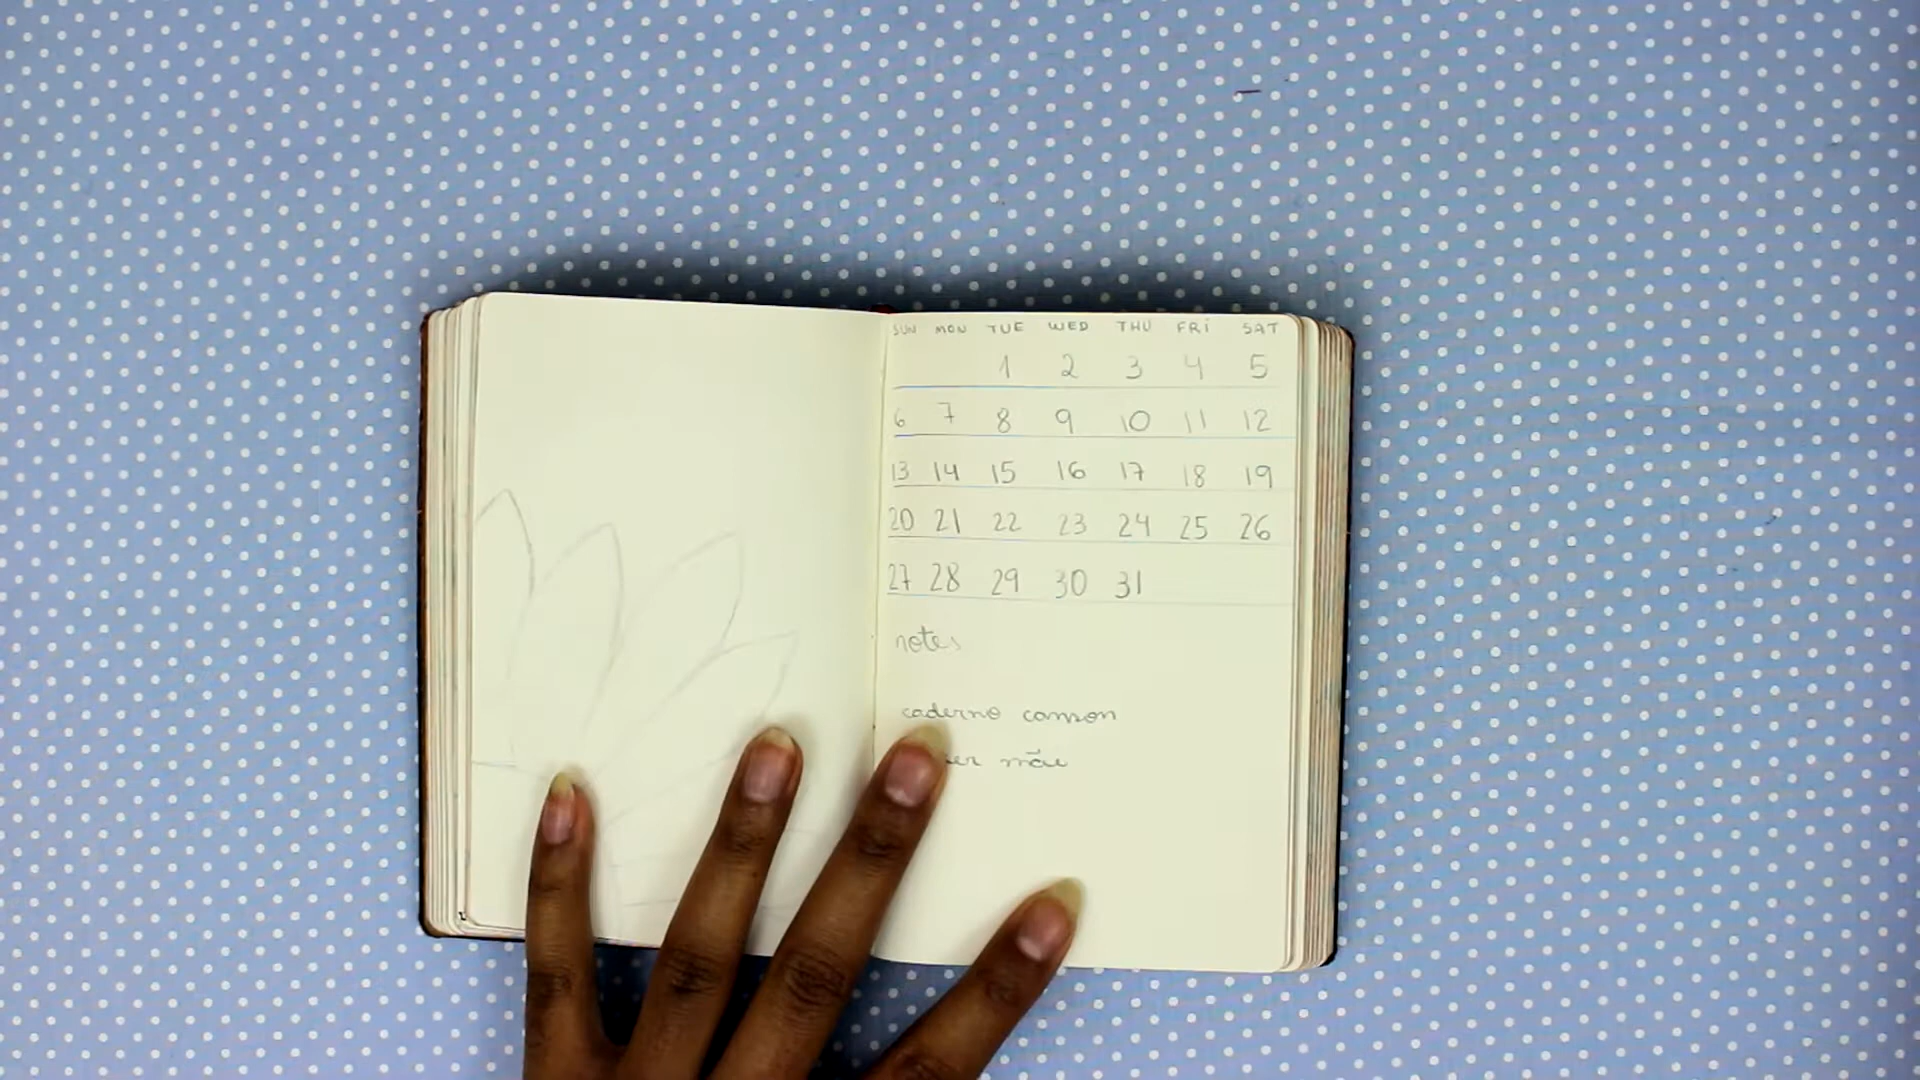 SUN MON TUE WED THU FRI SAT
1 2 3 4 5
6 7 8 9 10 11 12
13 14 15 16 17 18 19
20 21 22 23 24 25 26
27 28 29 30 31
notes
caderno canson
mãe